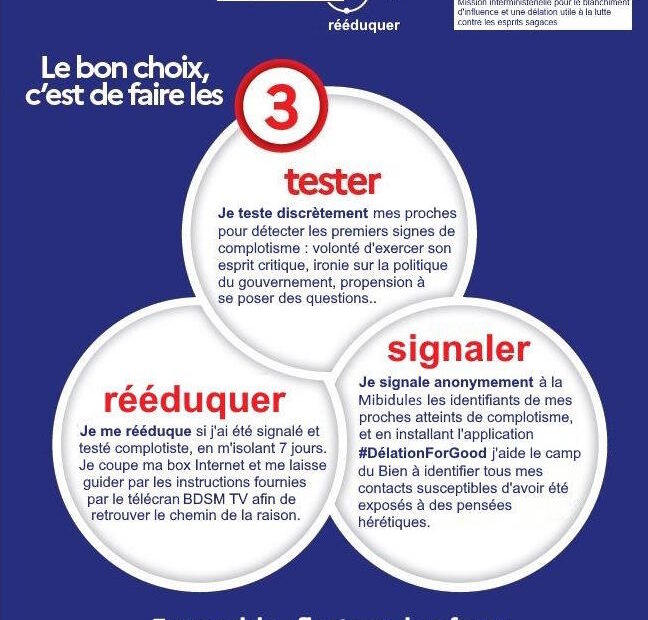 rééduquer
Mission interministérielle pour le blanchiment
d'influence et une délation utile à la lutte
contre les esprits sagaces
Le bon choix,
c'est de faire les
3
tester
Je teste discrètement mes proches
pour détecter les premiers signes de
complotisme : volonté d'exercer son
esprit critique, ironie sur la politique
du gouvernement, propension à
se poser des questions..
rééduquer
Je me rééduque si j'ai été signalé et
testé complotiste, en m'isolant 7 jours.
Je coupe ma box Internet et me laisse
guider par les instructions fournies
par le télécran BDSM TV afin de
retrouver le chemin de la raison.
signaler
Je signale anonymement à la
Mibidules les identifiants de mes
proches atteints de complotisme,
et en installant l'application
#DélationForGood j'aide le camp
du Bien à identifier tous mes
contacts susceptibles d'avoir été
exposés à des pensées
hérétiques.